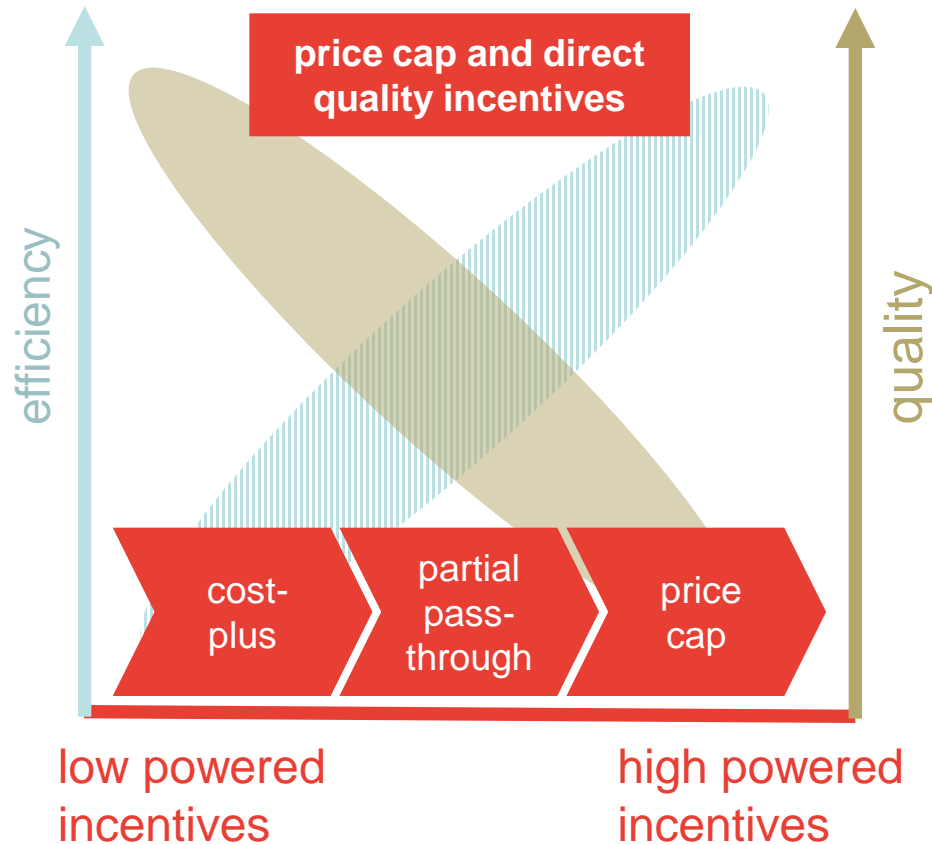 price cap and direct
quality incentives
efficiency
quality
cost-
plus
partial
pass-
through
price
cap
low powered
incentives
high powered
incentives